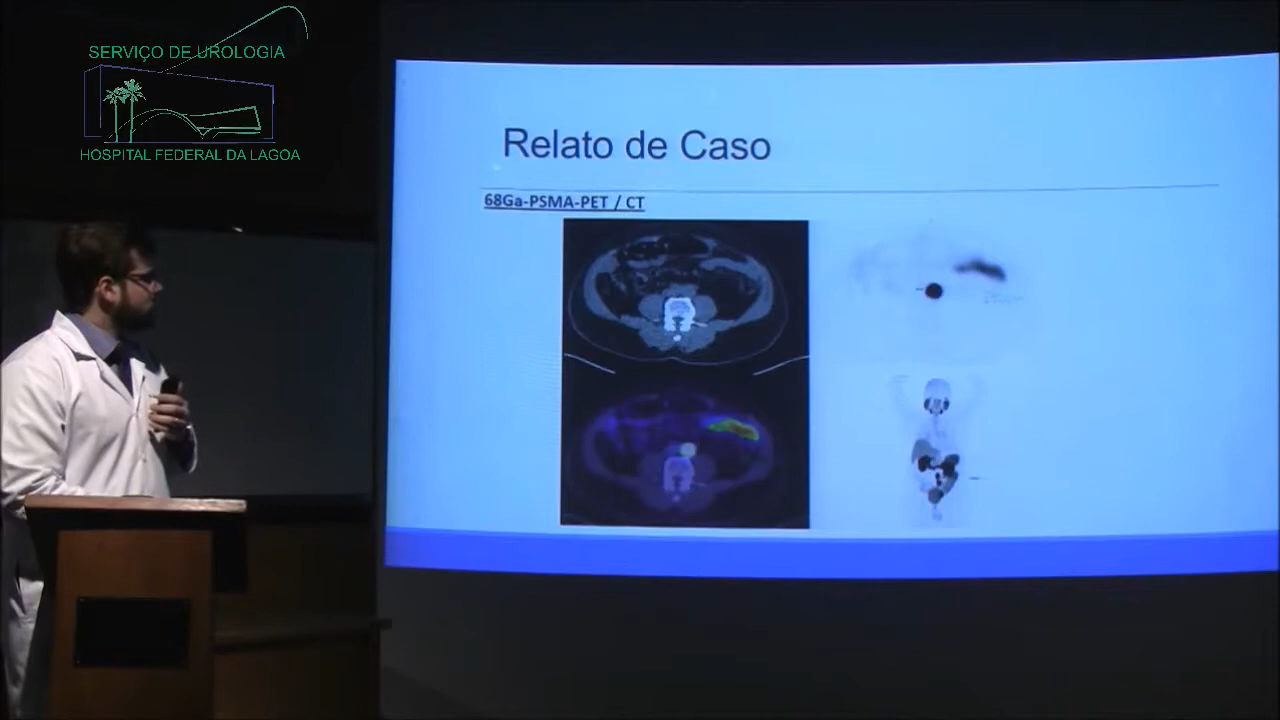 SERVIÇO DE UROLOGIA
HOSPITAL FEDERAL DA LAGOA
Relato de Caso
68Ga-PSMA-PET / CT